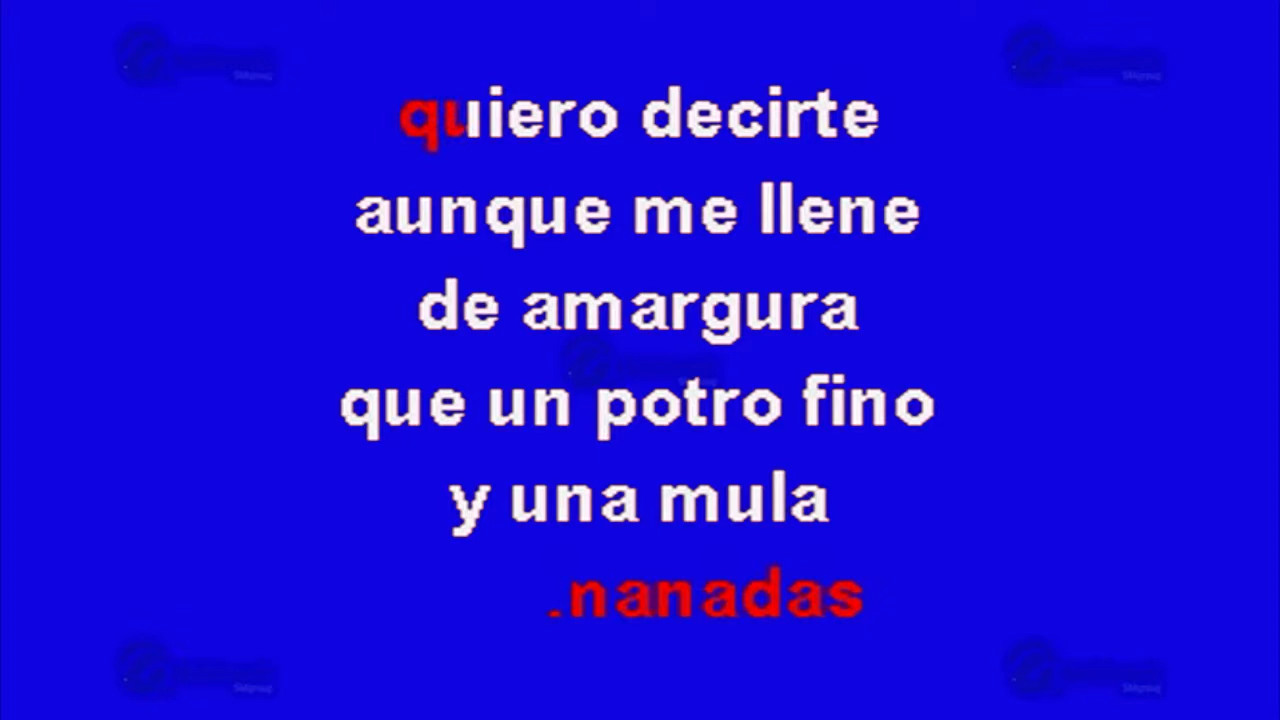 quiero decirte
aunque me llene
de amargura
que un potro fino
y una mula
.nanadas